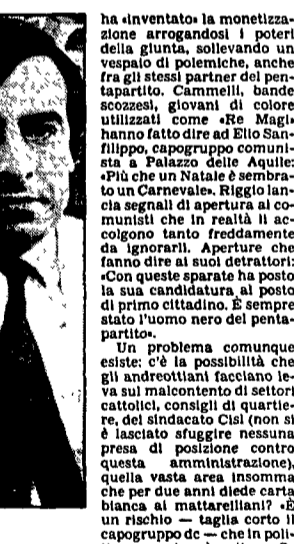 ha «inventato» la monetizza-
zione arrogandosi i poteri
della giunta, sollevando un
vespaio di polemiche, anche
fra gli stessi partner del pen-
tapartito. Cammelli, bande
scozzesi, giovani di colore
utilizzati come «Re Magi»
hanno fatto dire ad Elio San-
filippo, capogruppo comuni-
sta a Palazzo delle Aquile:
«Più che un Natale è sembra-
to un Carnevale». Riggio lan-
cia segnali di apertura ai co-
munisti che in realtà li ac-
colgono tanto freddamente
da ignorarli. Aperture che
fanno dire ai suoi detrattori:
«Con queste sparate ha posto
la sua candidatura al posto
di primo cittadino. È sempre
stato l'uomo nero del penta-
partito».
Un problema comunque
esiste: c'è la possibilità che
gli andreottiani facciano le-
va sul malcontento di settori
cattolici, consigli di quartie-
re, del sindacato Cisl (non si
è lasciato sfuggire nessuna
presa di posizione contro
questa amministrazione),
quella vasta area insomma
che per due anni diede carta
bianca ai mattarelliani? «È
un rischio — taglia corto il
capogruppo dc — che in poli-